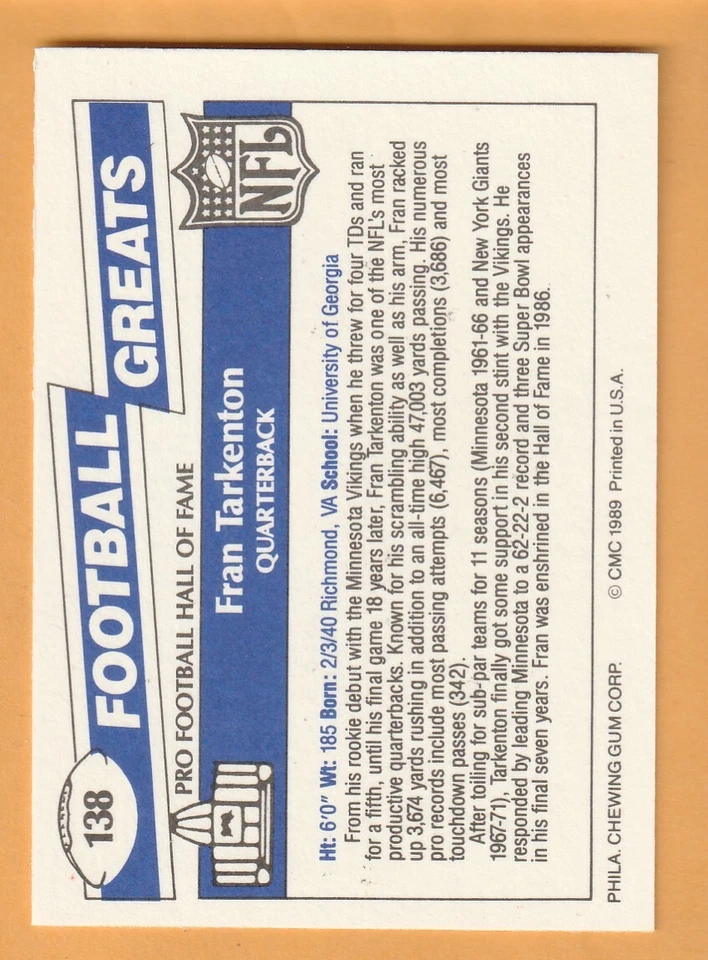 138
FOOTBALL
GREATS
PRO FOOTBALL HALL OF FAME
NFL
Fran Tarkenton
QUARTERBACK
Ht: 6'0" Wt: 185 Born: 2/3/40 Richmond, VA School: University of Georgia
From his rookie debut with the Minnesota Vikings when he threw for four TDs and ran
for a fifth, until his final game 18 years later, Fran Tarkenton was one of the NFL's most
productive quarterbacks. Known for his scrambling ability as well as his arm, Fran racked
up 3,674 yards rushing in addition to an all-time high 47,003 yards passing. His numerous
pro records include most passing attempts (6,467), most completions (3,686) and most
touchdown passes (342).
After toiling for sub-par teams for 11 seasons (Minnesota 1961-66 and New York Giants
1967-71), Tarkenton finally got some support in his second stint with the Vikings. He
responded by leading Minnesota to a 62-22-2 record and three Super Bowl appearances
in his final seven years. Fran was enshrined in the Hall of Fame in 1986.
PHILA. CHEWING GUM CORP. © CMC 1989 Printed in U.S.A.